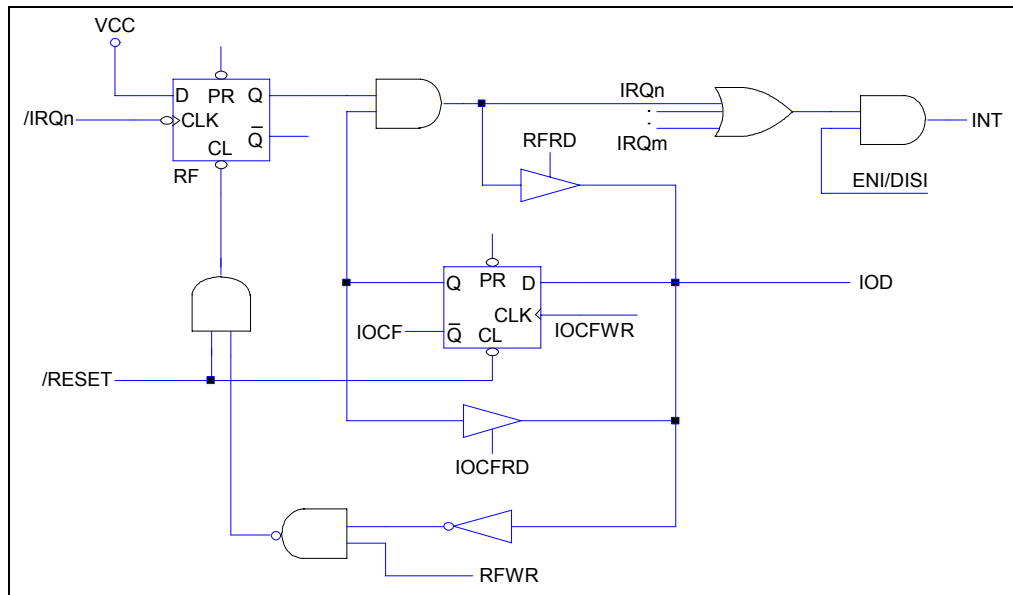 VCC
D PR Q
/IRQn
CLK
Q̅
CL
RF
IRQn
:
IRQm
INT
RFRD
ENI/DISI
Q PR D
IOD
CLK
IOCF
Q̅ CL
IOCFWR
/RESET
IOCFRD
RFWR